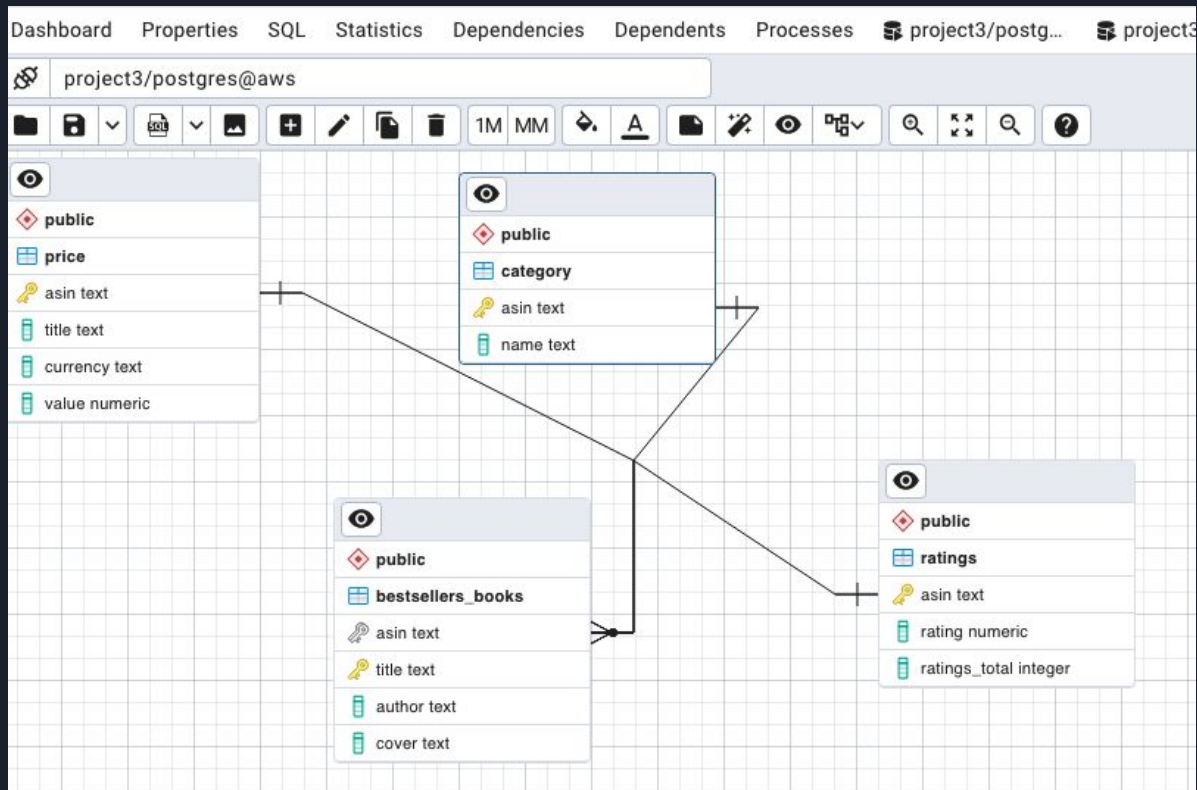 Dashboard Properties SQL Statistics Dependencies Dependents Processes project3/postg... project3
project3/postgres@aws
SQL 1M MM A
public
price
asin text
title text
currency text
value numeric
public
category
asin text
name text
public
bestsellers_books
asin text
title text
author text
cover text
public
ratings
asin text
rating numeric
ratings_total integer